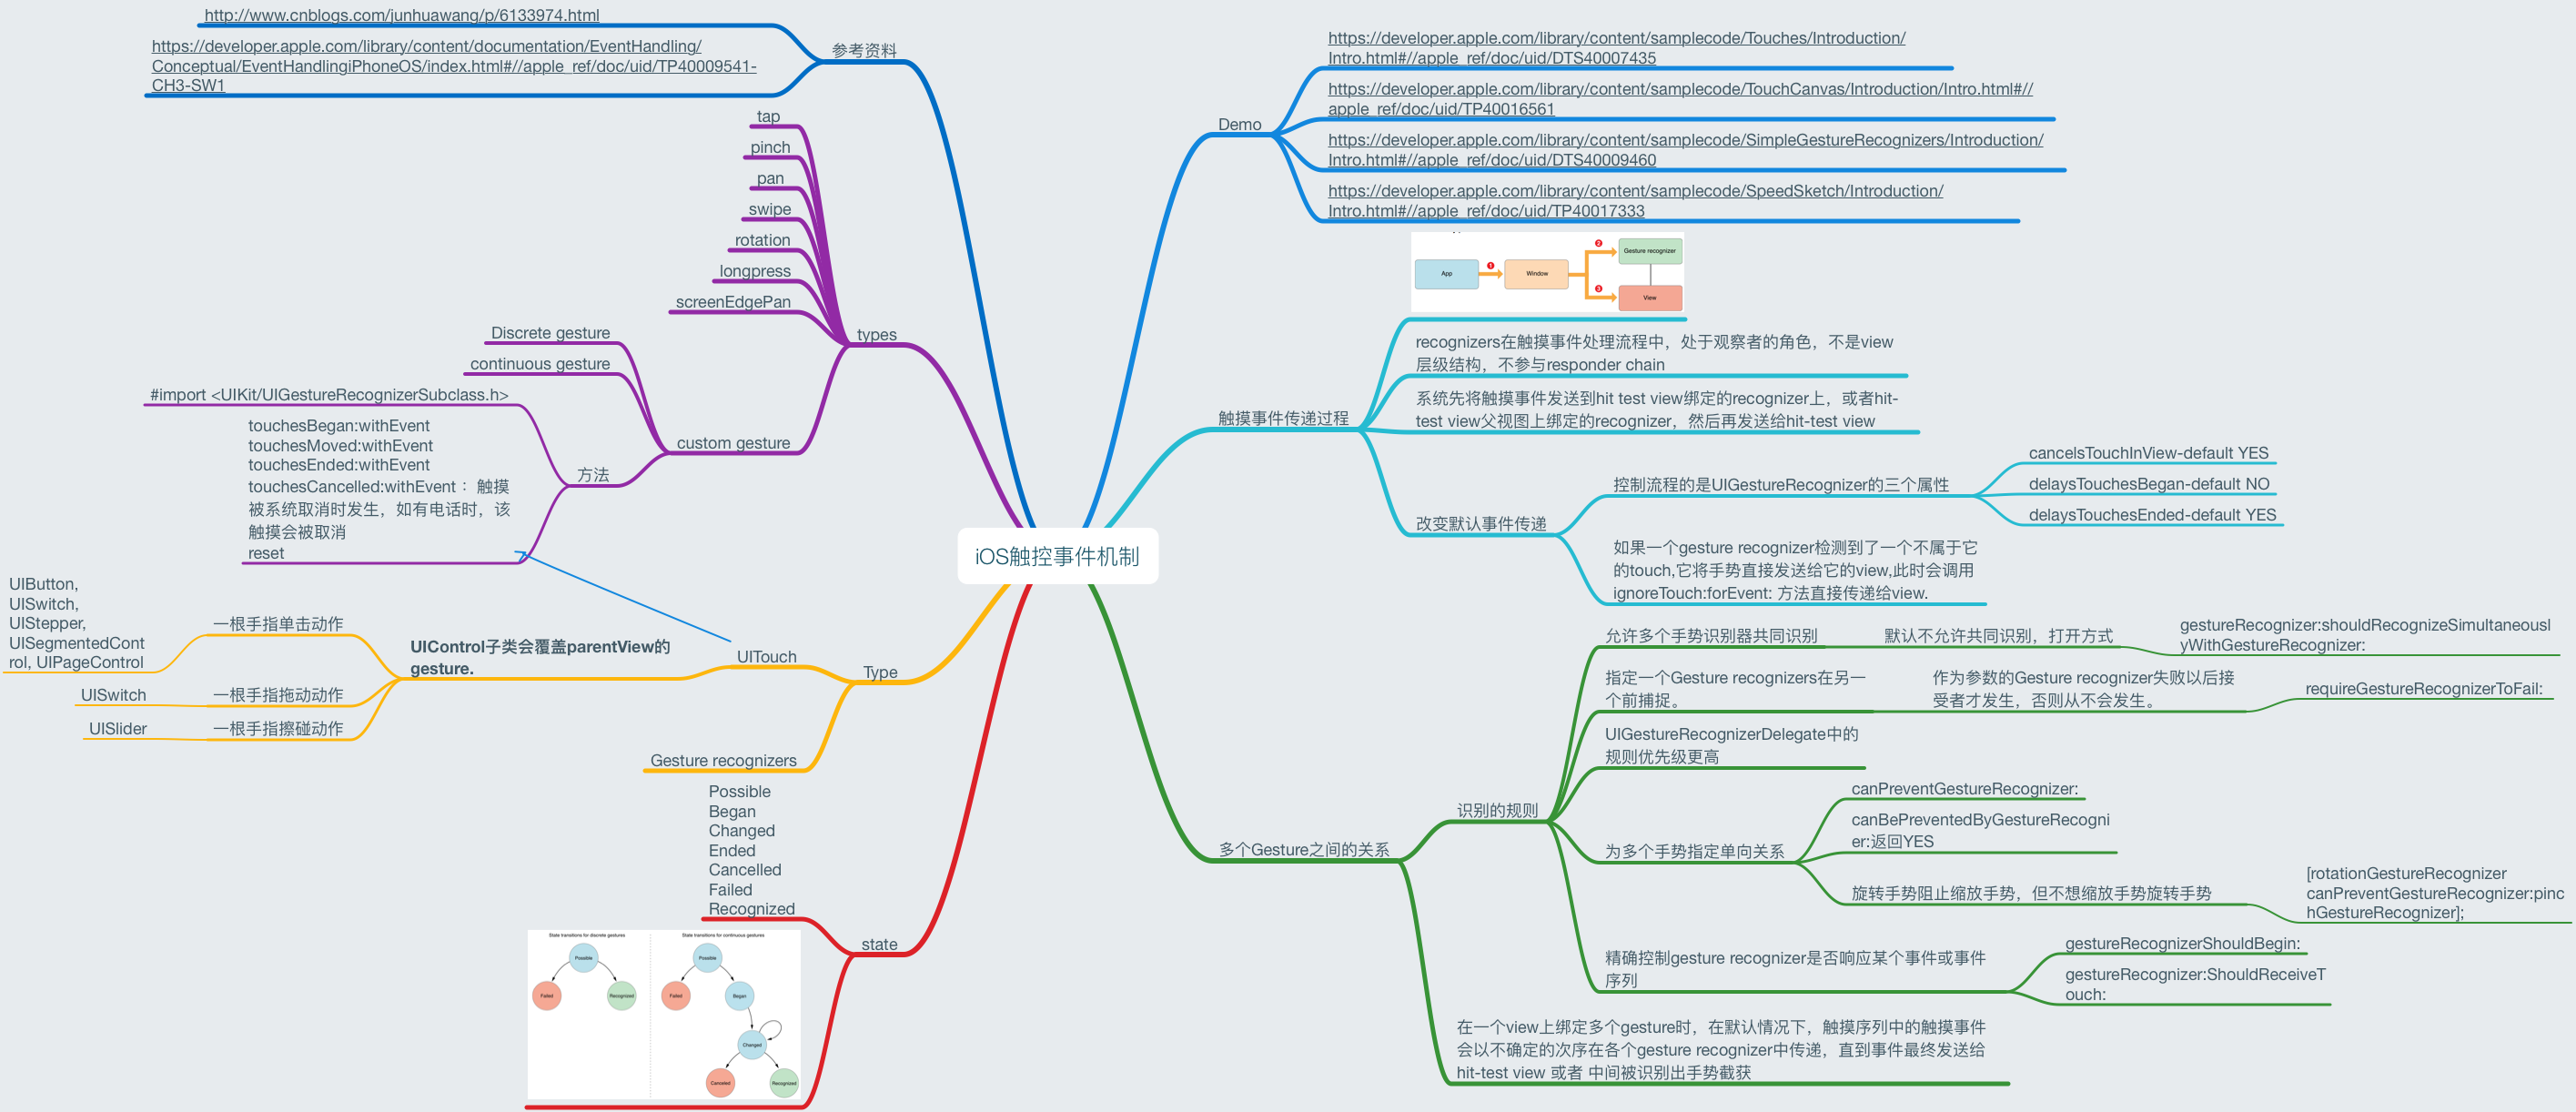 http://www.cnblogs.com/junhuawang/p/6133974.html
https://developer.apple.com/library/content/documentation/EventHandling/
Conceptual/EventHandlingiPhoneOS/index.html#//apple_ref/doc/uid/TP40009541-
CH3-SW1
参考资料
tap
pinch
pan
swipe
rotation
longpress
screenEdgePan
types
Discrete gesture
continuous gesture
#import <UIKit/UIGestureRecognizerSubclass.h>
touchesBegan:withEvent
touchesMoved:withEvent
touchesEnded:withEvent
touchesCancelled:withEvent： 触摸
被系统取消时发生，如有电话时，该
触摸会被取消
reset
方法
custom gesture
iOS触控事件机制
UIButton,
UISwitch,
UIStepper,
UISegmentedCont
rol, UIPageControl
一根手指单击动作
UISwitch
一根手指拖动动作
UISlider
一根手指擦碰动作
UIControl子类会覆盖parentView的
gesture.
UITouch
Type
Gesture recognizers
Possible
Began
Changed
Ended
Cancelled
Failed
Recognized
state
State transitions for discrete gestures
Possible
Failed
Recognized
State transitions for continuous gestures
Possible
Failed
Began
Changed
Canceled
Recognized
Demo
https://developer.apple.com/library/content/samplecode/Touches/Introduction/
Intro.html#//apple_ref/doc/uid/DTS40007435
https://developer.apple.com/library/content/samplecode/TouchCanvas/Introduction/Intro.html#//
apple_ref/doc/uid/TP40016561
https://developer.apple.com/library/content/samplecode/SimpleGestureRecognizers/Introduction/
Intro.html#//apple_ref/doc/uid/DTS40009460
https://developer.apple.com/library/content/samplecode/SpeedSketch/Introduction/
Intro.html#//apple_ref/doc/uid/TP40017333
App
1
Window
2
Gesture recognizer
3
View
触摸事件传递过程
recognizers在触摸事件处理流程中，处于观察者的角色，不是view
层级结构，不参与responder chain
系统先将触摸事件发送到hit test view绑定的recognizer上，或者hit-
test view父视图上绑定的recognizer，然后再发送给hit-test view
改变默认事件传递
控制流程的是UIGestureRecognizer的三个属性
cancelsTouchInView-default YES
delaysTouchesBegan-default NO
delaysTouchesEnded-default YES
如果一个gesture recognizer检测到了一个不属于它
的touch,它将手势直接发送给它的view,此时会调用
ignoreTouch:forEvent: 方法直接传递给view.
多个Gesture之间的关系
识别的规则
允许多个手势识别器共同识别
默认不允许共同识别，打开方式
gestureRecognizer:shouldRecognizeSimultaneousl
yWithGestureRecognizer:
指定一个Gesture recognizers在另一
个前捕捉。
作为参数的Gesture recognizer失败以后接
受者才发生，否则从不会发生。
requireGestureRecognizerToFail:
UIGestureRecognizerDelegate中的
规则优先级更高
为多个手势指定单向关系
canPreventGestureRecognizer:
canBePreventedByGestureRecogni
er:返回YES
旋转手势阻止缩放手势，但不想缩放手势旋转手势
[rotationGestureRecognizer
canPreventGestureRecognizer:pinc
hGestureRecognizer];
精确控制gesture recognizer是否响应某个事件或事件
序列
gestureRecognizerShouldBegin:
gestureRecognizer:ShouldReceiveT
ouch:
在一个view上绑定多个gesture时，在默认情况下，触摸序列中的触摸事件
会以不确定的次序在各个gesture recognizer中传递，直到事件最终发送给
hit-test view 或者 中间被识别出手势截获